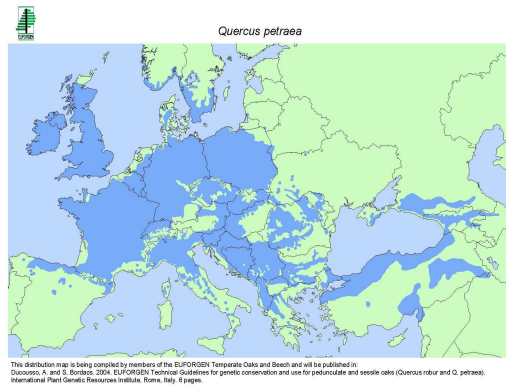 Quercus petraea
EUFORGEN
This distribution map is being compiled by members of the EUFORGEN Temperate Oaks and Beech and will be published in:
Ducousso, A. and S. Bordacs. 2004. EUFORGEN Technical Guidelines for genetic conservation and use for pedunculate and sessile oaks (Quercus robur and Q. petraea).
International Plant Genetic Resources Institute, Rome, Italy. 6 pages.